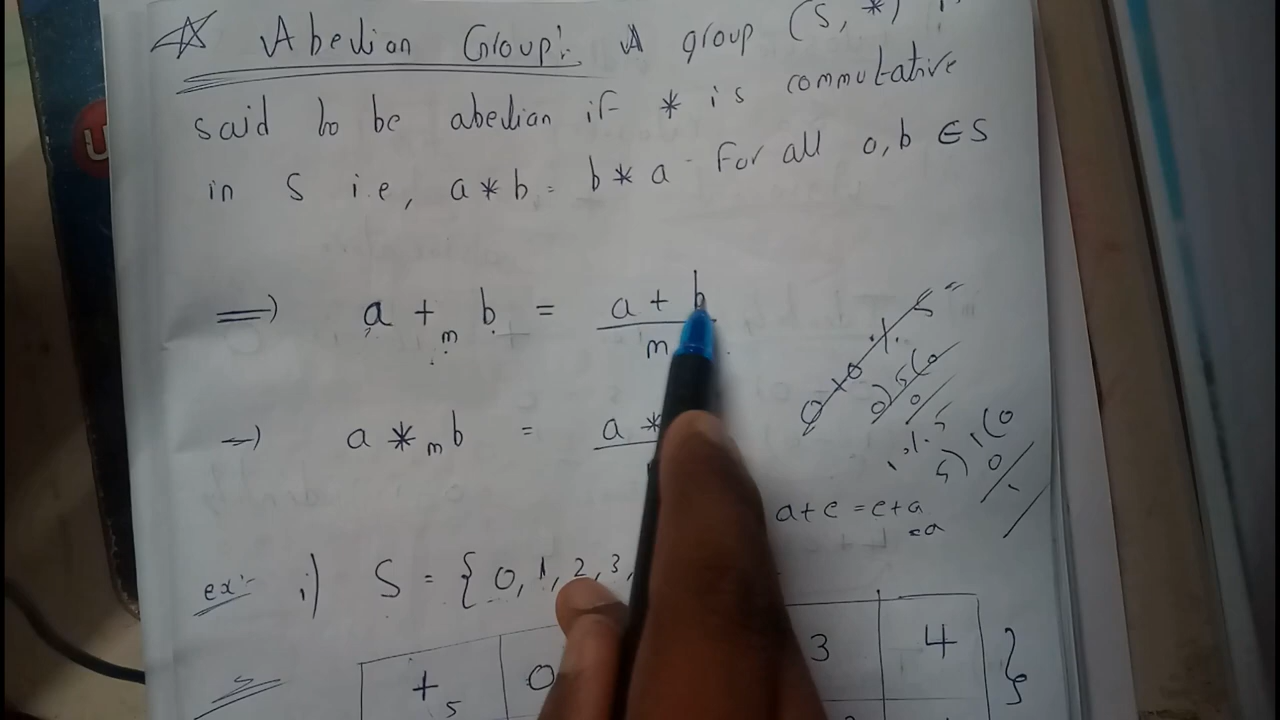 Abelian Group:. A group (S, *)
said to be abelian if * is commutative
in S i.e, a * b = b * a For all a, b ∈ S
=> a +m b = a + b
m
-> a *m b = a *
a + e = e + a
= a
ex:- i) S = { 0, 1, 2, 3,
+5 0 3 4